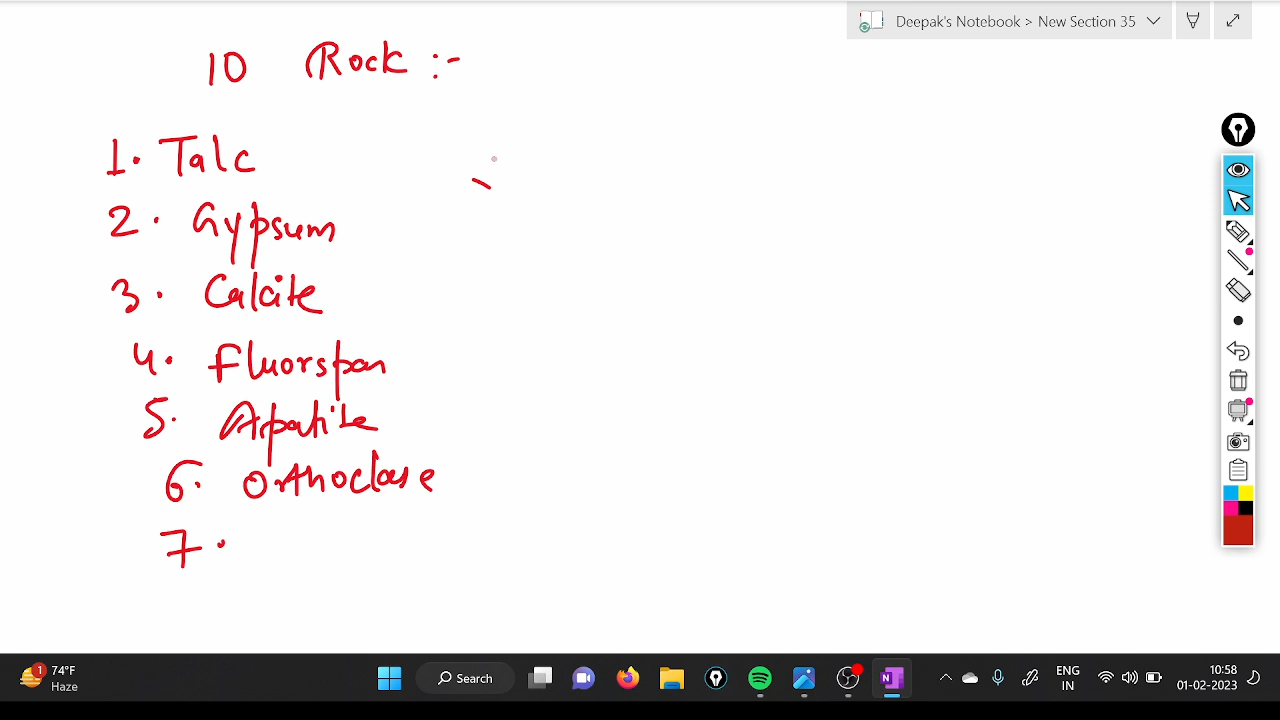 Deepak's Notebook > New Section 35
10 Rock :-
1. Talc
2. Gypsum
3. Calcite
4. Fluorspar
5. Apatite
6. Orthoclase
7.
1
74°F
Haze
Search
ENG
IN
10:58
01-02-2023